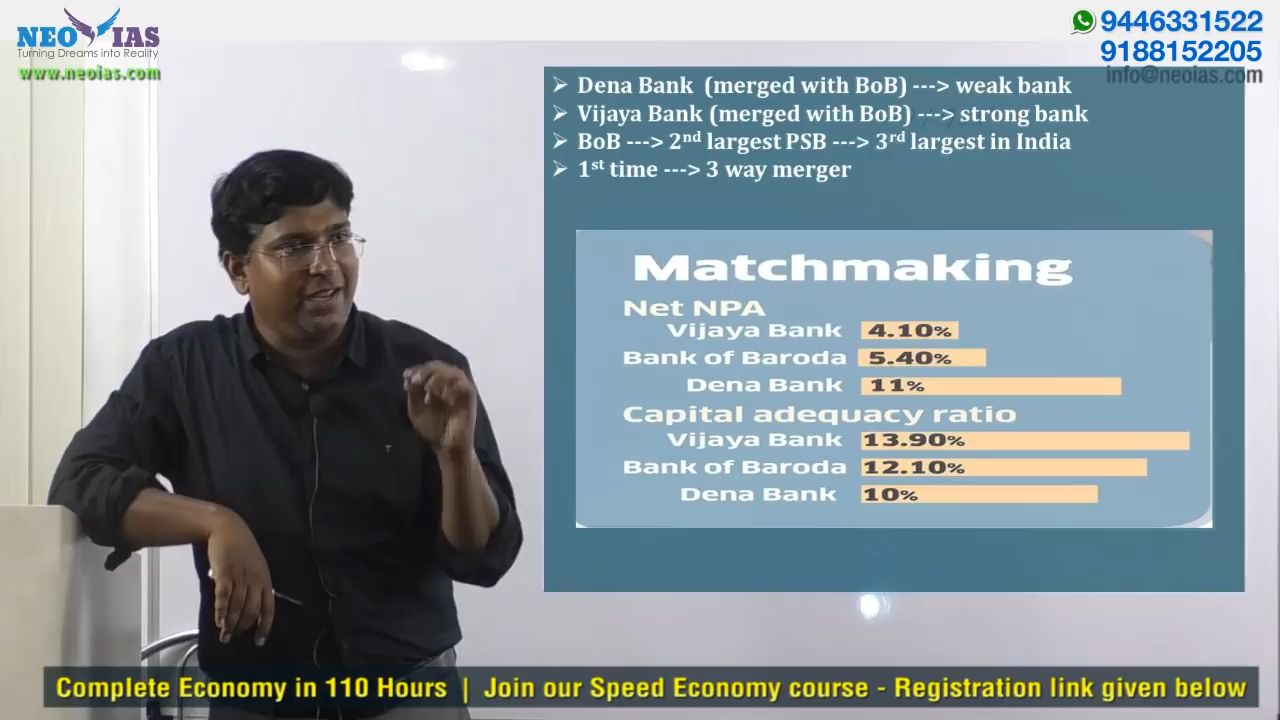 NEO IAS
Turning Dreams into Reality
www.neoias.com
9446331522
9188152205
info@neoias.com
➢ Dena Bank (merged with BoB) ---> weak bank
➢ Vijaya Bank (merged with BoB) ---> strong bank
➢ BoB ---> 2nd largest PSB ---> 3rd largest in India
➢ 1st time ---> 3 way merger
Matchmaking
Net NPA
Vijaya Bank 4.10%
Bank of Baroda 5.40%
Dena Bank 11%
Capital adequacy ratio
Vijaya Bank 13.90%
Bank of Baroda 12.10%
Dena Bank 10%
Complete Economy in 110 Hours | Join our Speed Economy course - Registration link given below